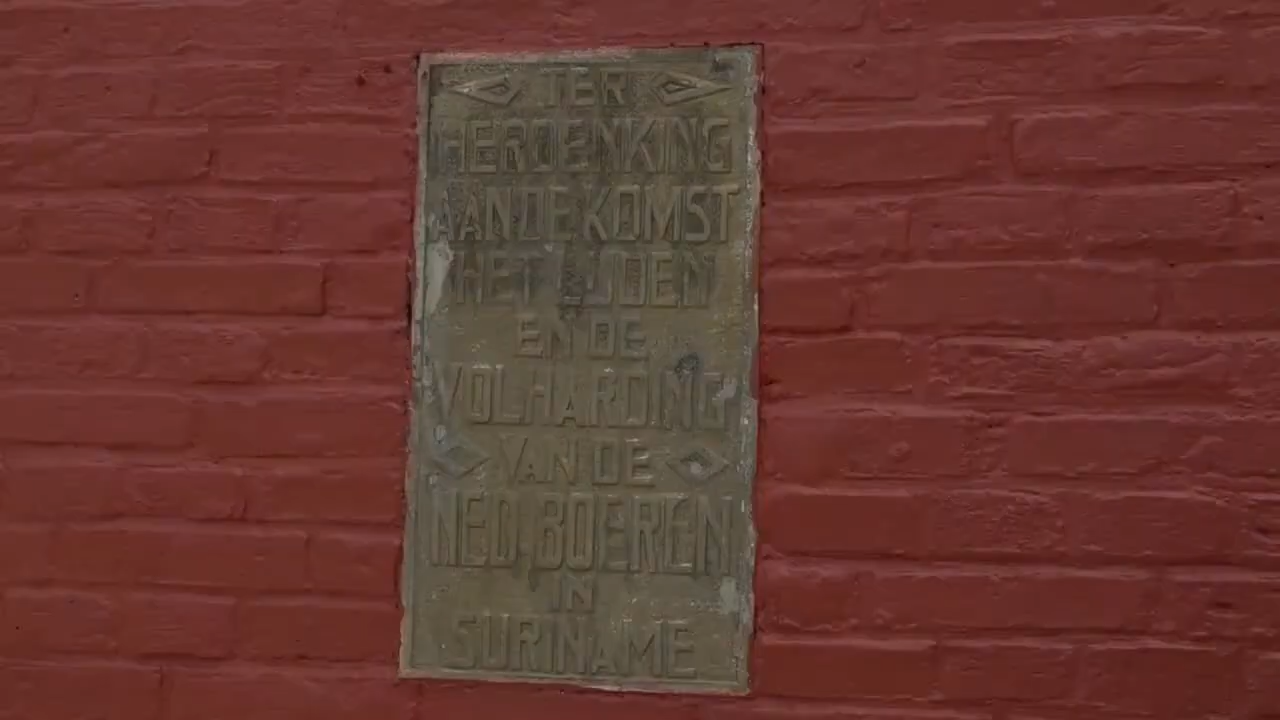 TER
HERDENKING
AAN DE KOMST
HET LIJDEN
EN DE
VOLHARDING
VAN DE
NED. BOEREN
IN
SURINAME